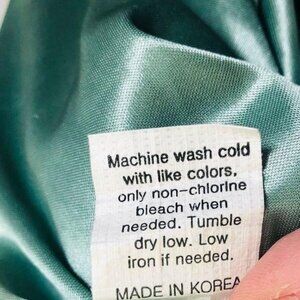 Machine wash cold
with like colors,
only non-chlorine
bleach when
needed. Tumble
dry low. Low
iron if needed.
MADE IN KOREA